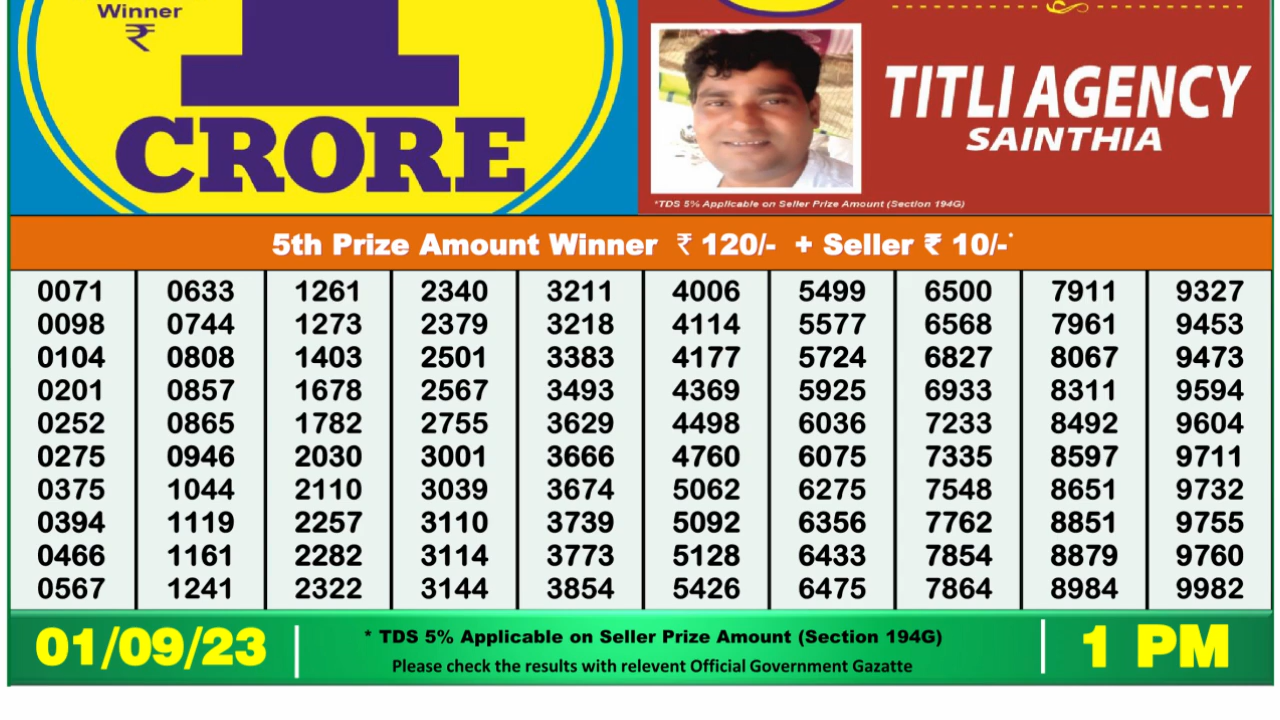 Winner
₹
1
CRORE
TITLI AGENCY
SAINTHIA
*TDS 5% Applicable on Seller Prize Amount (Section 194G)
5th Prize Amount Winner ₹ 120/- + Seller ₹ 10/-*
0071 0633 1261 2340 3211 4006 5499 6500 7911 9327
0098 0744 1273 2379 3218 4114 5577 6568 7961 9453
0104 0808 1403 2501 3383 4177 5724 6827 8067 9473
0201 0857 1678 2567 3493 4369 5925 6933 8311 9594
0252 0865 1782 2755 3629 4498 6036 7233 8492 9604
0275 0946 2030 3001 3666 4760 6075 7335 8597 9711
0375 1044 2110 3039 3674 5062 6275 7548 8651 9732
0394 1119 2257 3110 3739 5092 6356 7762 8851 9755
0466 1161 2282 3114 3773 5128 6433 7854 8879 9760
0567 1241 2322 3144 3854 5426 6475 7864 8984 9982
01/09/23
* TDS 5% Applicable on Seller Prize Amount (Section 194G)
Please check the results with relevent Official Government Gazatte
1 PM